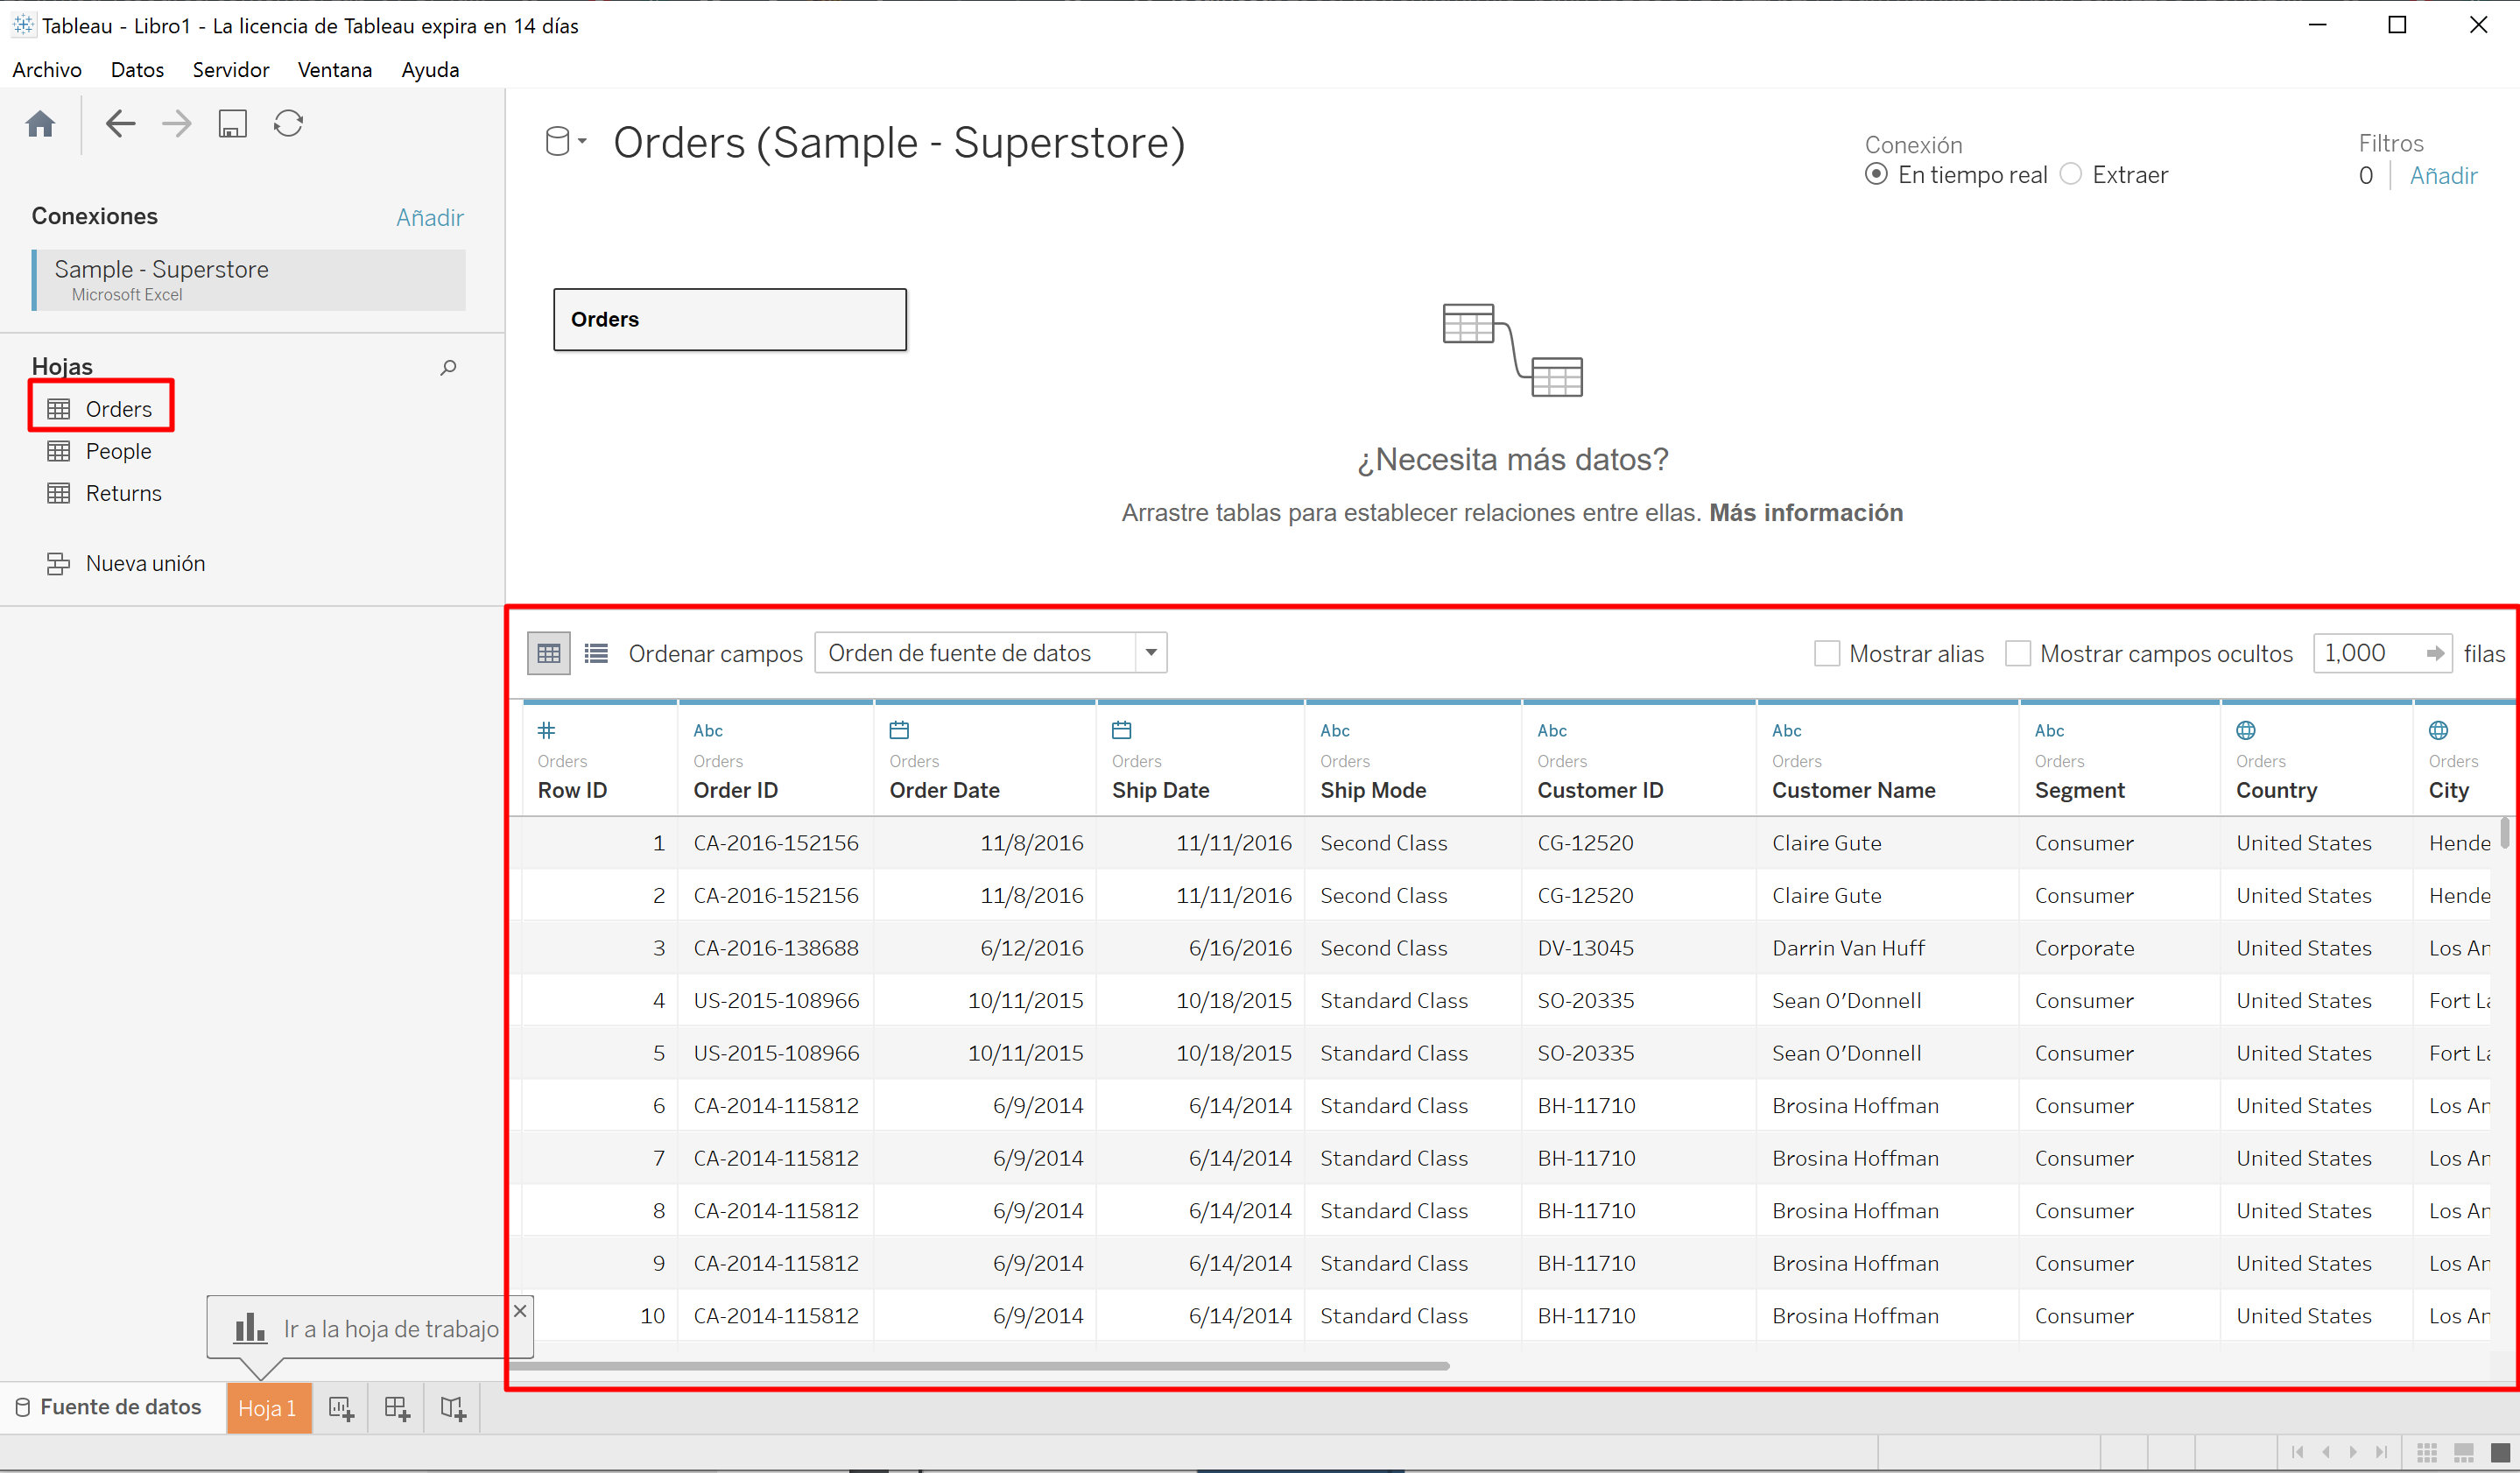 Tableau - Libro1 - La licencia de Tableau expira en 14 días
Archivo Datos Servidor Ventana Ayuda
Orders (Sample - Superstore)
Conexión
En tiempo real Extraer
Filtros
0 Añadir
Conexiones Añadir
Sample - Superstore
Microsoft Excel
Hojas
Orders
People
Returns
Nueva unión
Orders
¿Necesita más datos?
Arrastre tablas para establecer relaciones entre ellas. Más información
Ordenar campos Orden de fuente de datos Mostrar alias Mostrar campos ocultos 1,000 filas
# Abc Abc Abc Abc Abc
Orders Orders Orders Orders Orders Orders Orders Orders Orders Orders
Row ID Order ID Order Date Ship Date Ship Mode Customer ID Customer Name Segment Country City
1 CA-2016-152156 11/8/2016 11/11/2016 Second Class CG-12520 Claire Gute Consumer United States Hende
2 CA-2016-152156 11/8/2016 11/11/2016 Second Class CG-12520 Claire Gute Consumer United States Hende
3 CA-2016-138688 6/12/2016 6/16/2016 Second Class DV-13045 Darrin Van Huff Corporate United States Los An
4 US-2015-108966 10/11/2015 10/18/2015 Standard Class SO-20335 Sean O'Donnell Consumer United States Fort La
5 US-2015-108966 10/11/2015 10/18/2015 Standard Class SO-20335 Sean O'Donnell Consumer United States Fort La
6 CA-2014-115812 6/9/2014 6/14/2014 Standard Class BH-11710 Brosina Hoffman Consumer United States Los An
7 CA-2014-115812 6/9/2014 6/14/2014 Standard Class BH-11710 Brosina Hoffman Consumer United States Los An
8 CA-2014-115812 6/9/2014 6/14/2014 Standard Class BH-11710 Brosina Hoffman Consumer United States Los An
9 CA-2014-115812 6/9/2014 6/14/2014 Standard Class BH-11710 Brosina Hoffman Consumer United States Los An
10 CA-2014-115812 6/9/2014 6/14/2014 Standard Class BH-11710 Brosina Hoffman Consumer United States Los An
Ir a la hoja de trabajo
Fuente de datos Hoja 1